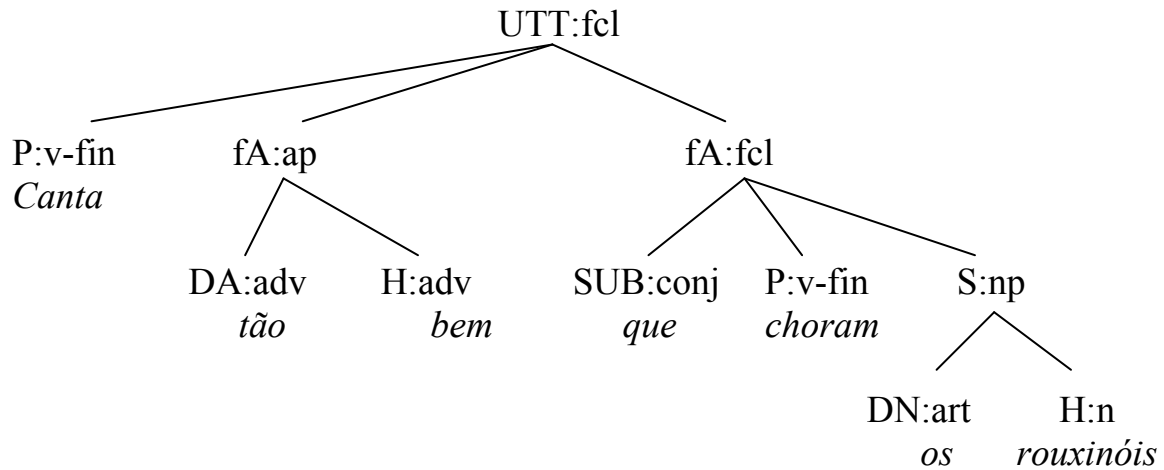 UTT:fcl
P:v-fin fA:ap fA:fcl
Canta
DA:adv H:adv SUB:conj P:v-fin S:np
tão bem que choram
DN:art H:n
os rouxinóis